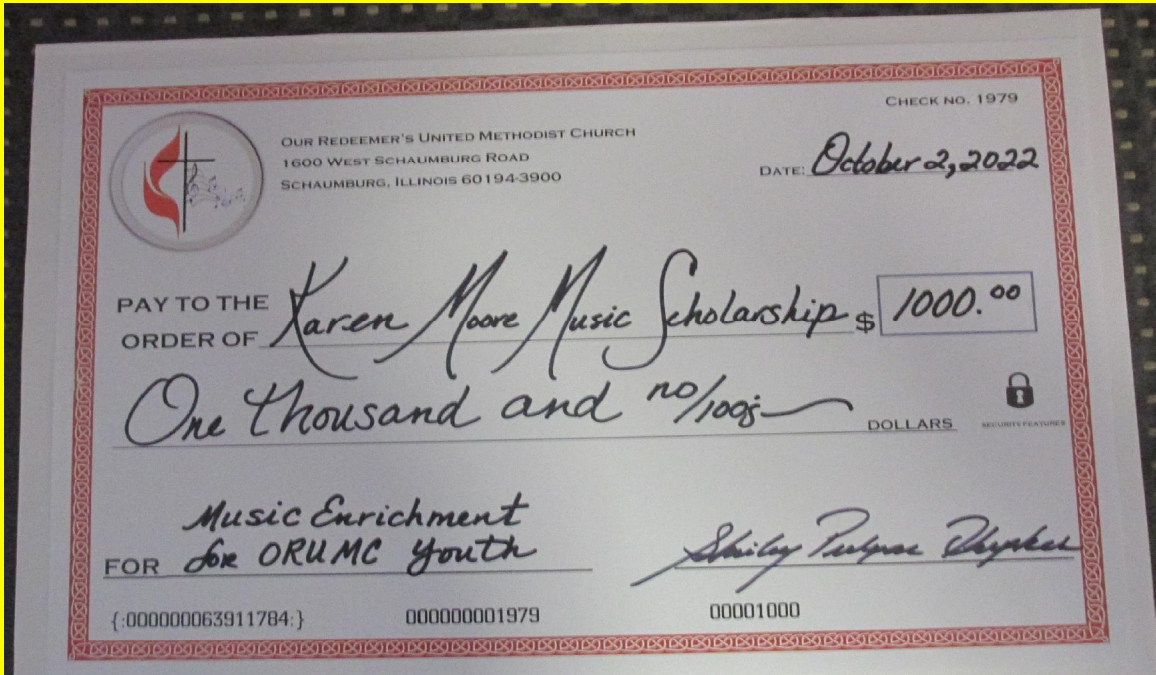 CHECK NO. 1979
OUR REDEEMER'S UNITED METHODIST CHURCH
1600 WEST SCHAUMBURG ROAD
SCHAUMBURG, ILLINOIS 60194-3900
DATE: October 2, 2022
PAY TO THE ORDER OF Karen Moore Music Scholarship $ 1000.00
One thousand and no/100s
DOLLARS
SECURITY FEATURES
Music Enrichment
FOR for ORUMC Youth
Shirley
{:000000063911784:} 000000001979 00001000